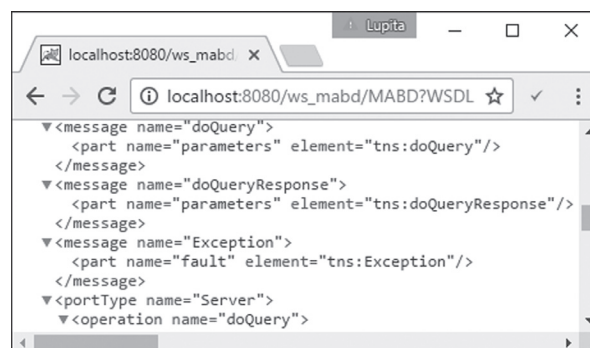 Lupita
localhost:8080/ws_mabd
localhost:8080/ws_mabd/MABD?WSDL
▼<message name="doQuery">
<part name="parameters" element="tns:doQuery"/>
</message>
▼<message name="doQueryResponse">
<part name="parameters" element="tns:doQueryResponse"/>
</message>
▼<message name="Exception">
<part name="fault" element="tns:Exception"/>
</message>
▼<portType name="Server">
▼<operation name="doQuery">